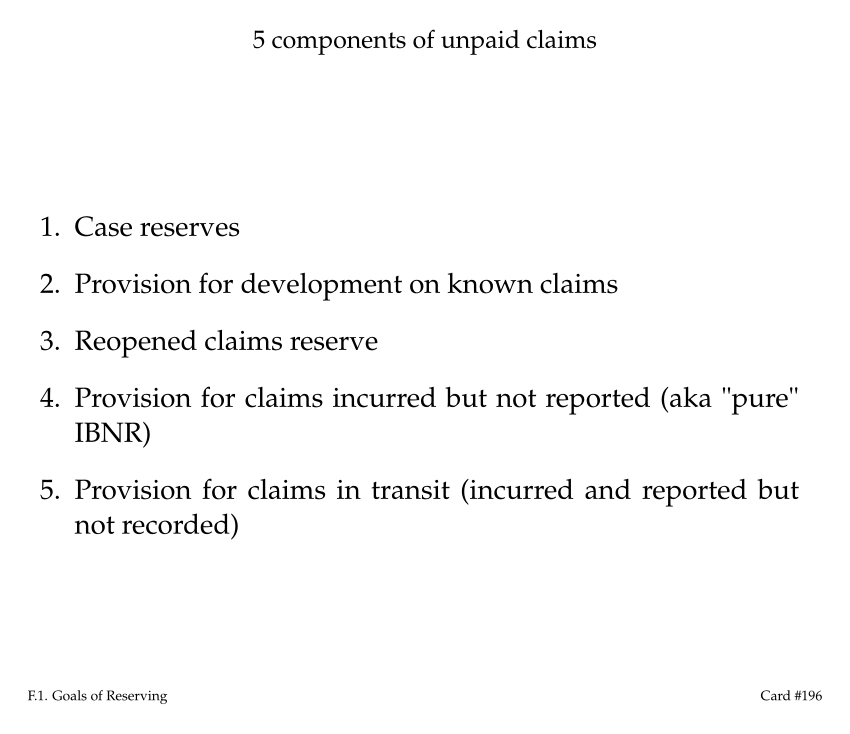 5 components of unpaid claims
1. Case reserves
2. Provision for development on known claims
3. Reopened claims reserve
4. Provision for claims incurred but not reported (aka "pure"
IBNR)
5. Provision for claims in transit (incurred and reported but
not recorded)
F.1. Goals of Reserving
Card #196